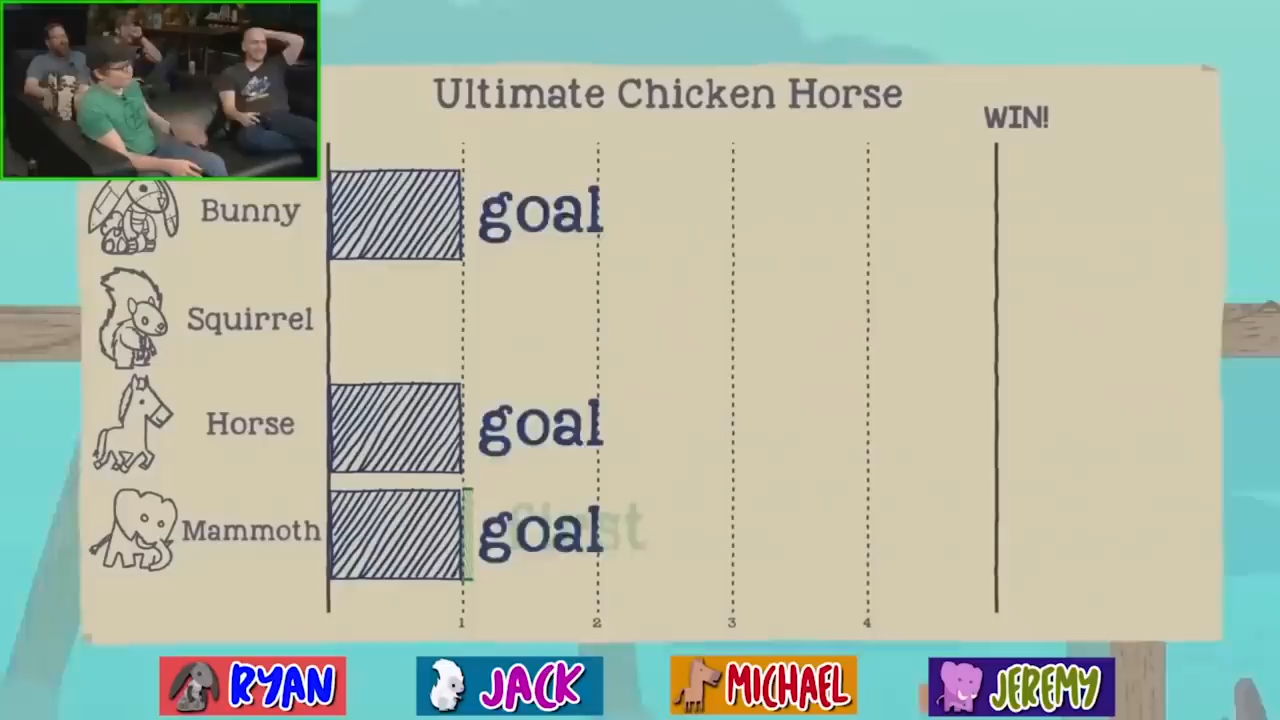 Ultimate Chicken Horse
WIN!
Bunny goal
Squirrel
Horse goal
Mammoth goal first
1 2 3 4
RYAN JACK MICHAEL JEREMY